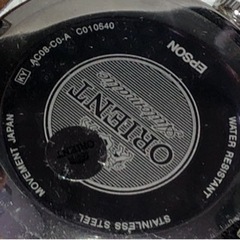 KY AC08-C0-A C010540
EPSON
WATER RESISTANT
STAINLESS STEEL
MOVEMENT JAPAN
ORIENT
Automatic